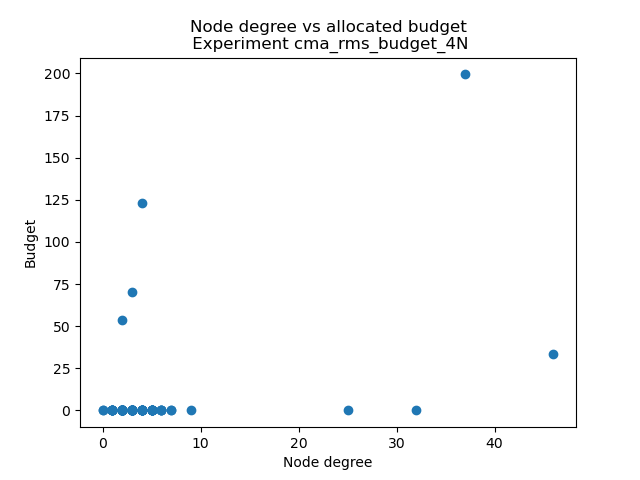 Node degree vs allocated budget
Experiment cma_rms_budget_4N
200
175
150
125
100
75
50
25
0
Budget
0 10 20 30 40
Node degree